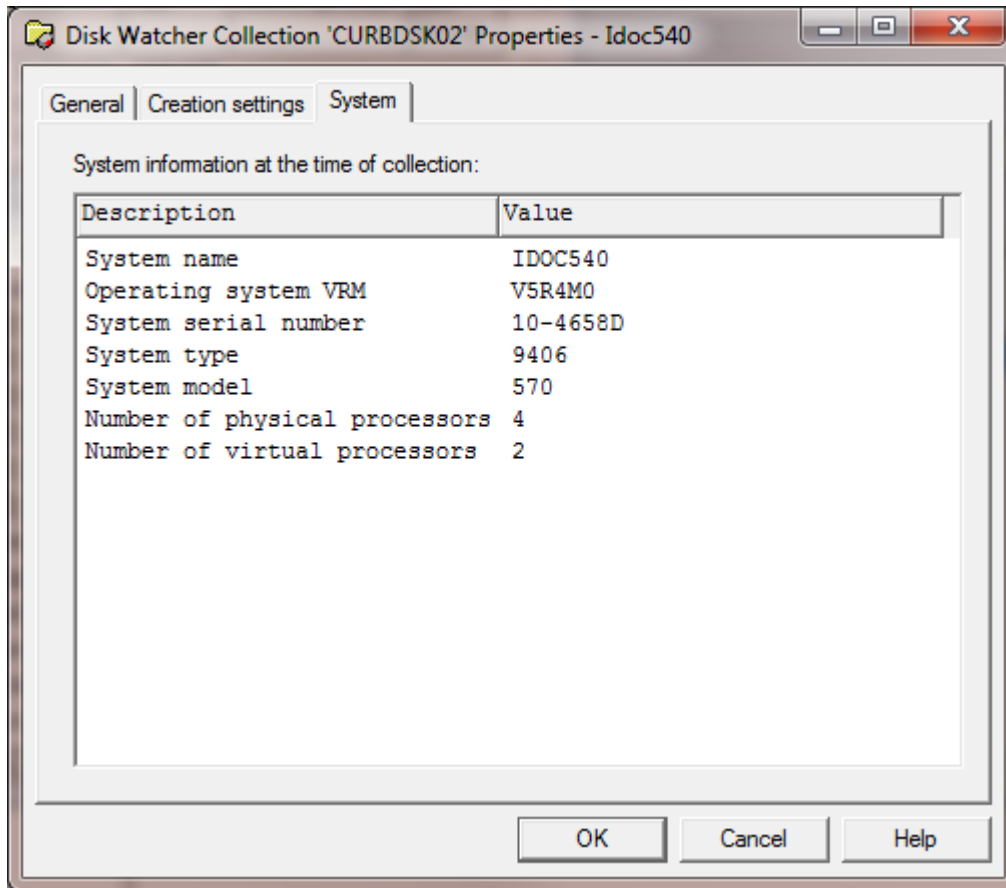 Disk Watcher Collection 'CURBDSK02' Properties - Idoc540
General Creation settings System
System information at the time of collection:
Description Value
System name IDOC540
Operating system VRM V5R4M0
System serial number 10-4658D
System type 9406
System model 570
Number of physical processors 4
Number of virtual processors 2
OK Cancel Help